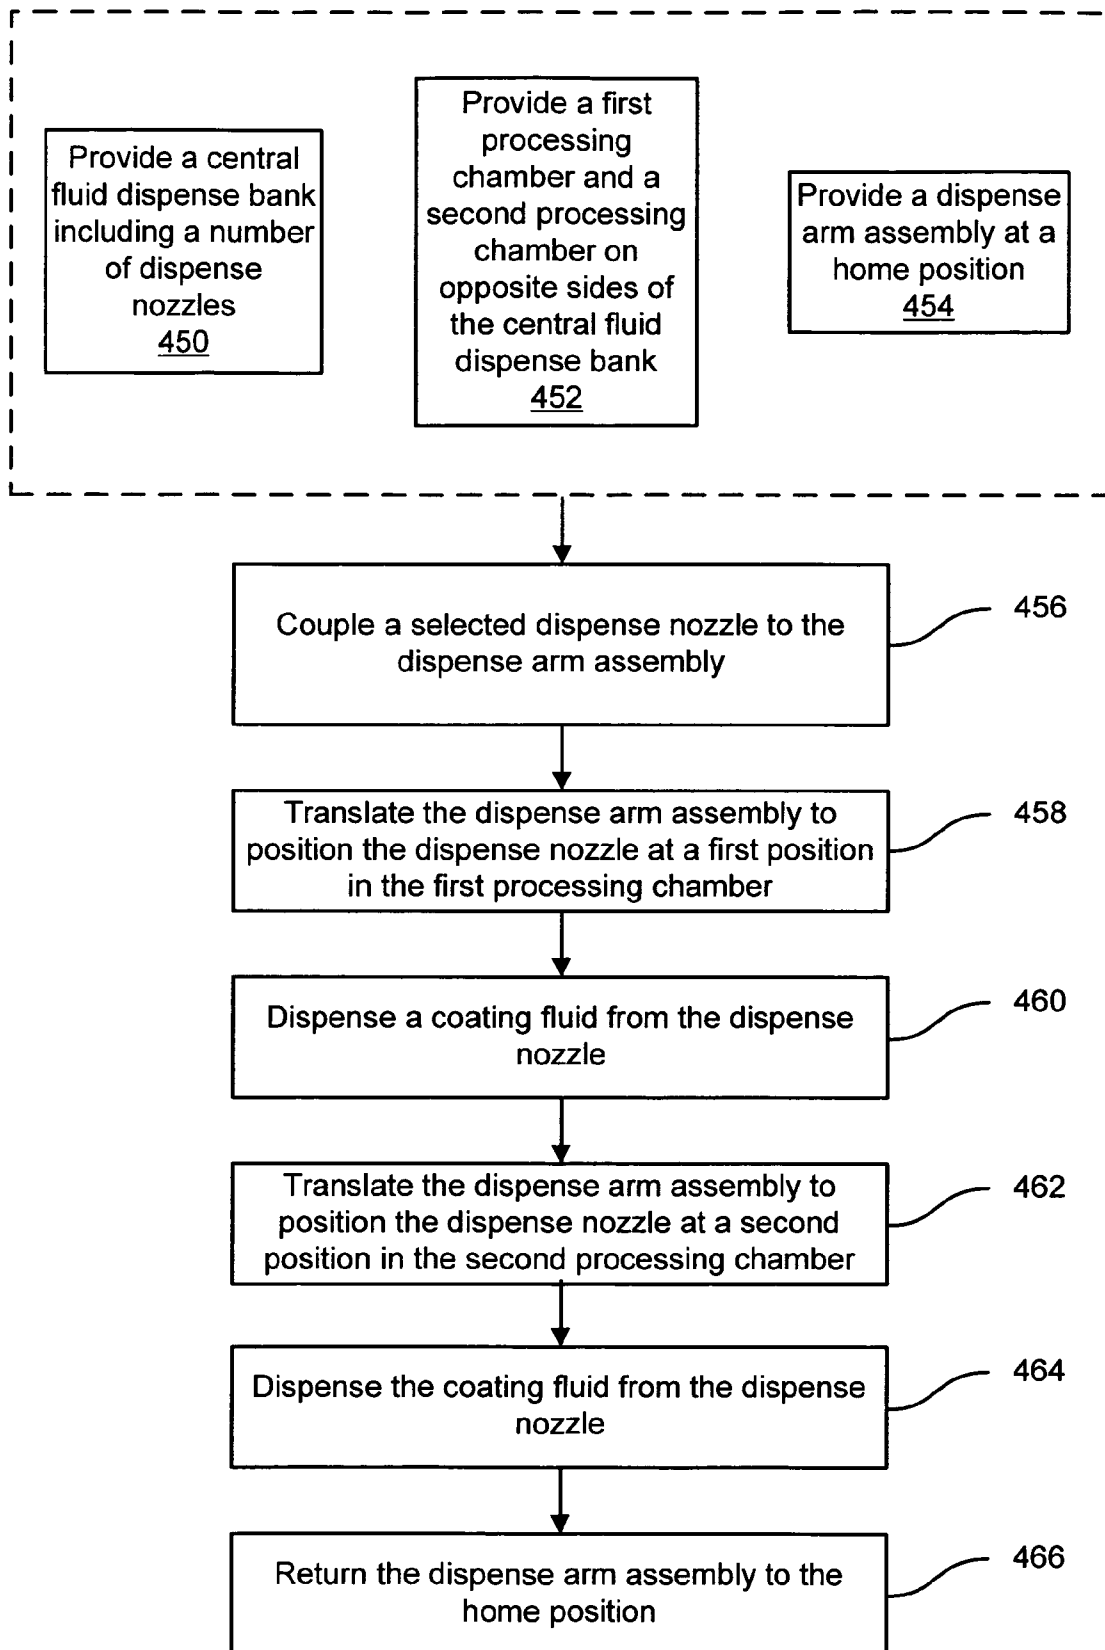 Provide a central
fluid dispense bank
including a number
of dispense
nozzles
450
Provide a first
processing
chamber and a
second processing
chamber on
opposite sides of
the central fluid
dispense bank
452
Provide a dispense
arm assembly at a
home position
454
Couple a selected dispense nozzle to the
dispense arm assembly
456
Translate the dispense arm assembly to
position the dispense nozzle at a first position
in the first processing chamber
458
Dispense a coating fluid from the dispense
nozzle
460
Translate the dispense arm assembly to
position the dispense nozzle at a second
position in the second processing chamber
462
Dispense the coating fluid from the dispense
nozzle
464
Return the dispense arm assembly to the
home position
466